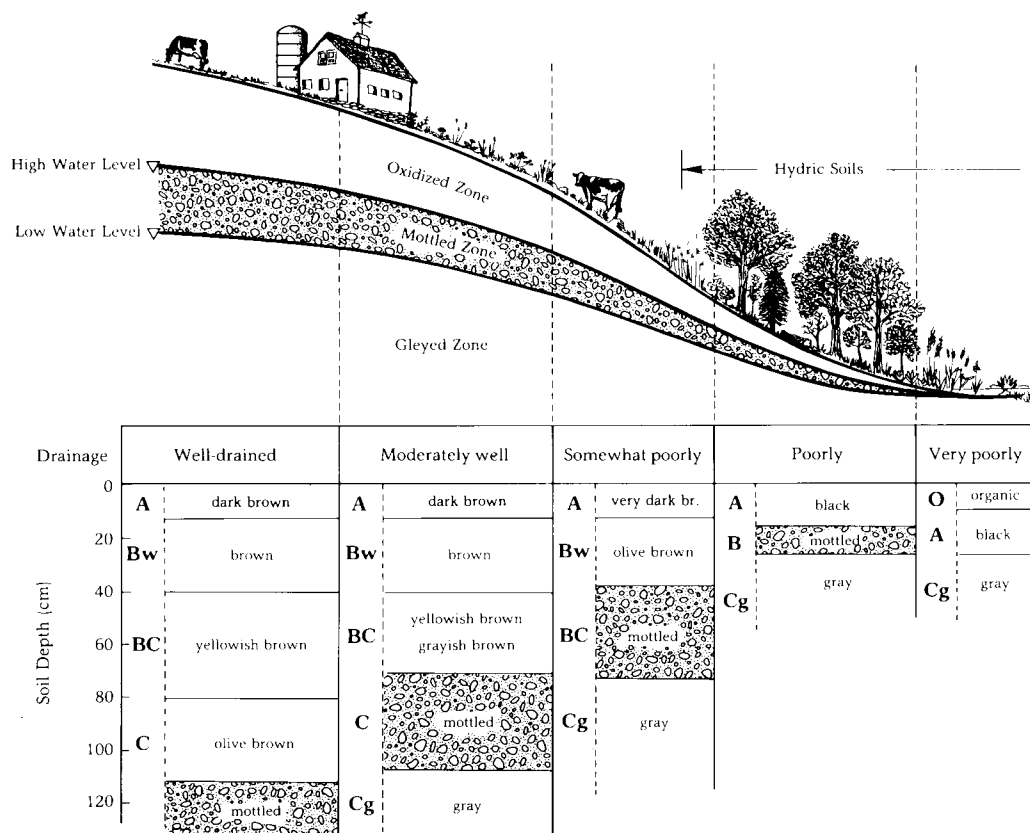 High Water Level
Oxidized Zone
Hydric Soils
Low Water Level
Mottled Zone
Gleyed Zone
Drainage
Well-drained
Moderately well
Somewhat poorly
Poorly
Very poorly
Soil Depth (cm)
0
20
40
60
80
100
120
A
dark brown
Bw
brown
BC
yellowish brown
C
olive brown
mottled
A
dark brown
Bw
brown
BC
yellowish brown
grayish brown
C
mottled
Cg
gray
A
very dark br.
Bw
olive brown
BC
mottled
Cg
gray
A
black
B
mottled
Cg
gray
O
organic
A
black
Cg
gray